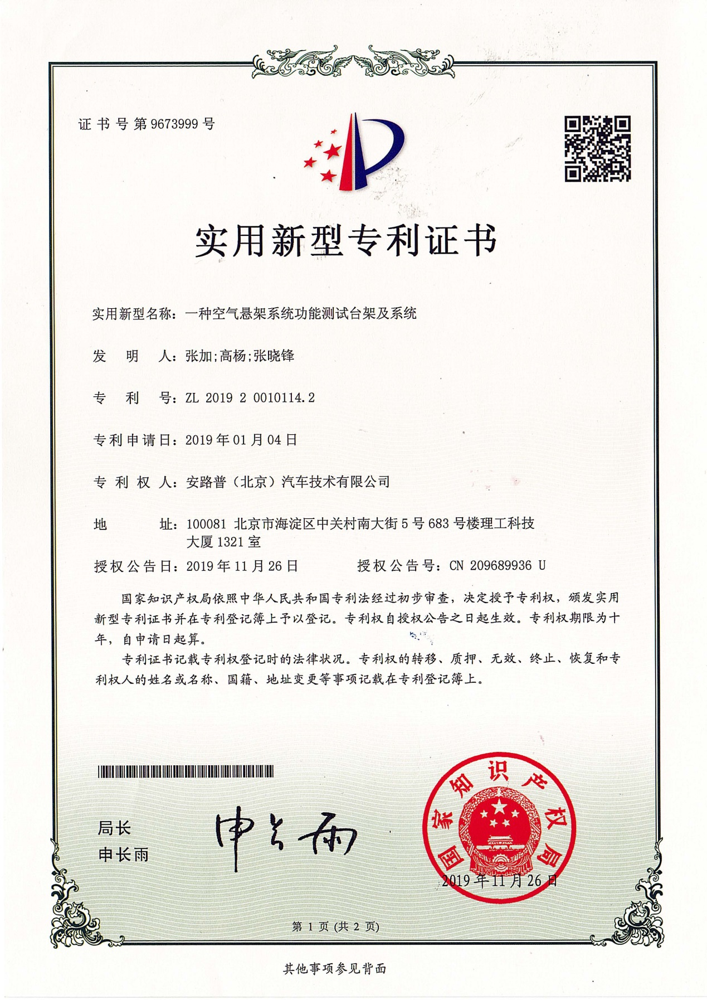 证书号第9673999号
实用新型专利证书
实用新型名称：一种空气悬架系统功能测试台架及系统
发明人：张加;高杨;张晓锋
专利号：ZL 2019 2 0010114.2
专利申请日：2019年01月04日
专利权人：安路普（北京）汽车技术有限公司
地址：100081 北京市海淀区中关村南大街5号683号楼理工科技
大厦1321室
授权公告日：2019年11月26日 授权公告号：CN 209689936 U
国家知识产权局依照中华人民共和国专利法经过初步审查，决定授予专利权，颁发实用
新型专利证书并在专利登记簿上予以登记。专利权自授权公告之日起生效。专利权期限为十
年，自申请日起算。
专利证书记载专利权登记时的法律状况。专利权的转移、质押、无效、终止、恢复和专
利权人的姓名或名称、国籍、地址变更等事项记载在专利登记簿上。
局长
申长雨
申长雨
国家知识产权局
2019年11月26日
第 1 页 (共 2 页)
其他事项参见背面